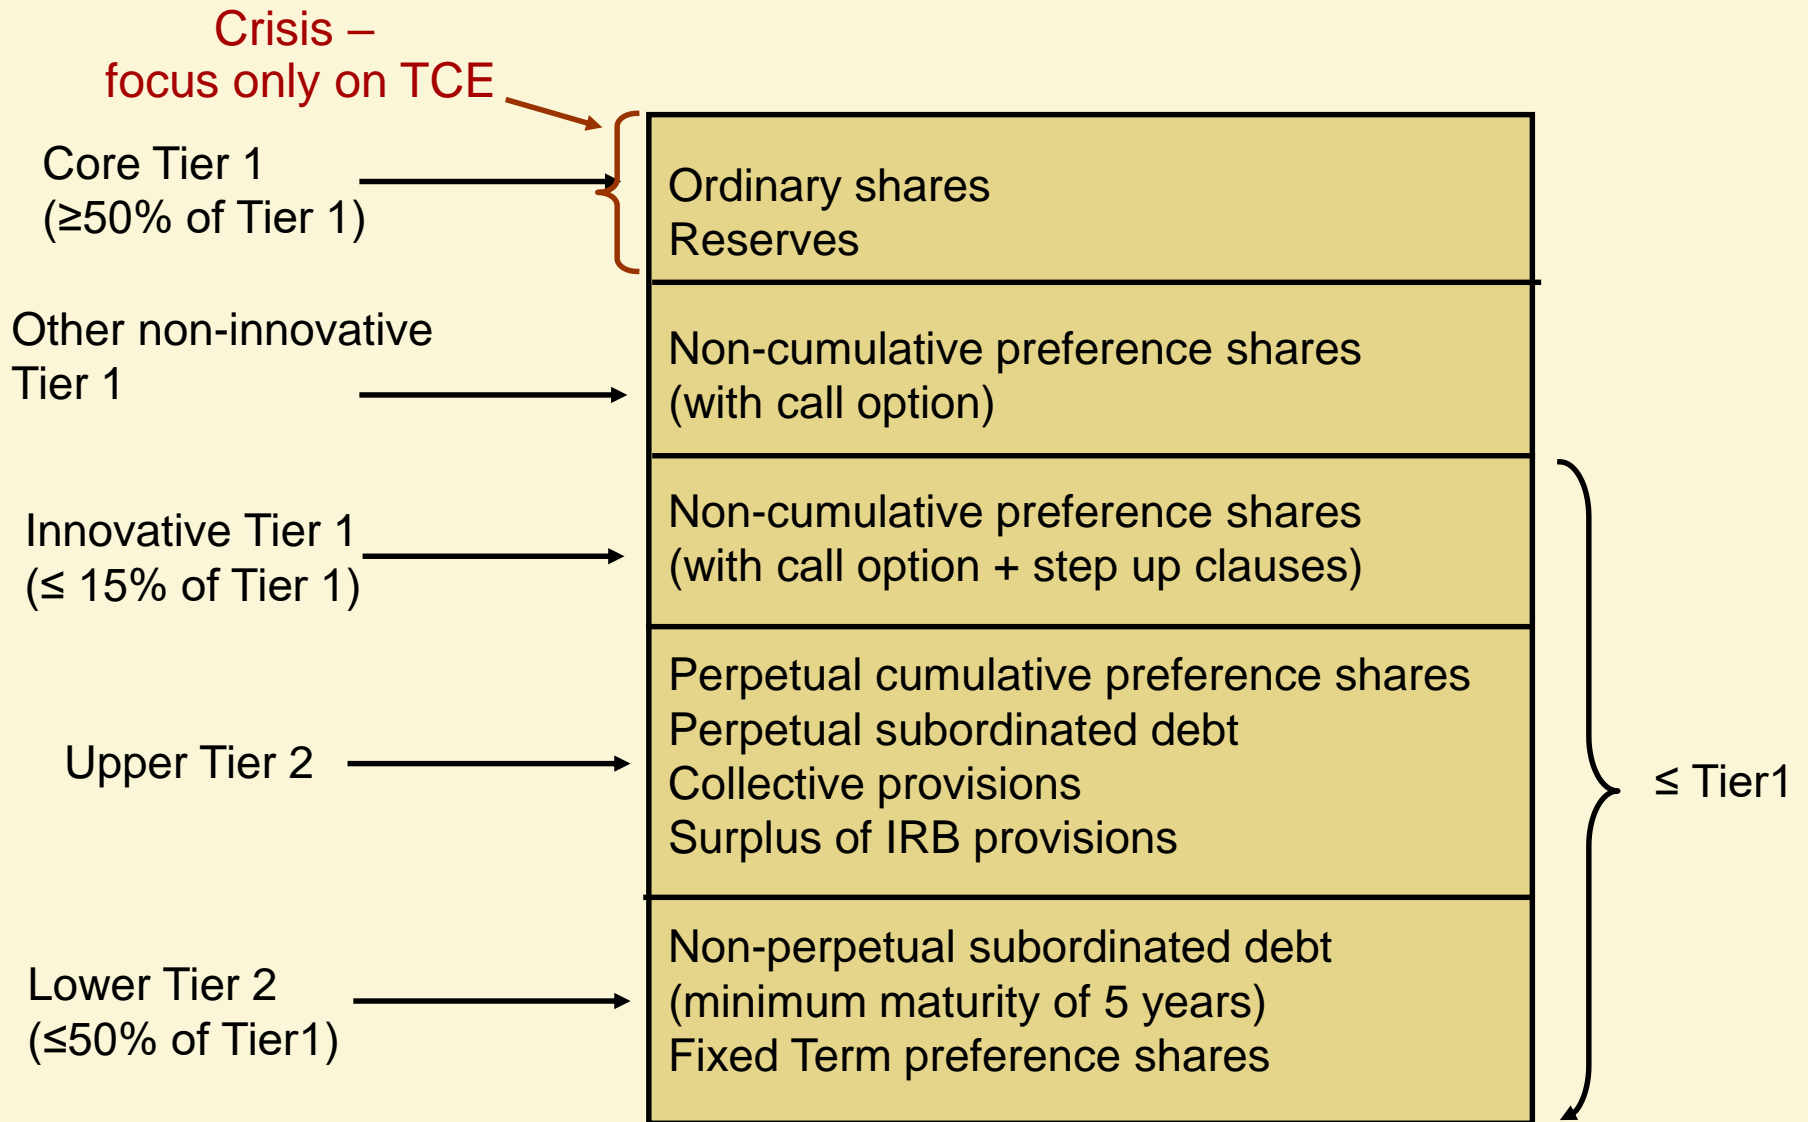 Crisis –
focus only on TCE
Core Tier 1
(≥50% of Tier 1)
Ordinary shares
Reserves
Other non-innovative
Tier 1
Non-cumulative preference shares
(with call option)
Innovative Tier 1
(≤ 15% of Tier 1)
Non-cumulative preference shares
(with call option + step up clauses)
Upper Tier 2
Perpetual cumulative preference shares
Perpetual subordinated debt
Collective provisions
Surplus of IRB provisions
≤ Tier1
Lower Tier 2
(≤50% of Tier1)
Non-perpetual subordinated debt
(minimum maturity of 5 years)
Fixed Term preference shares